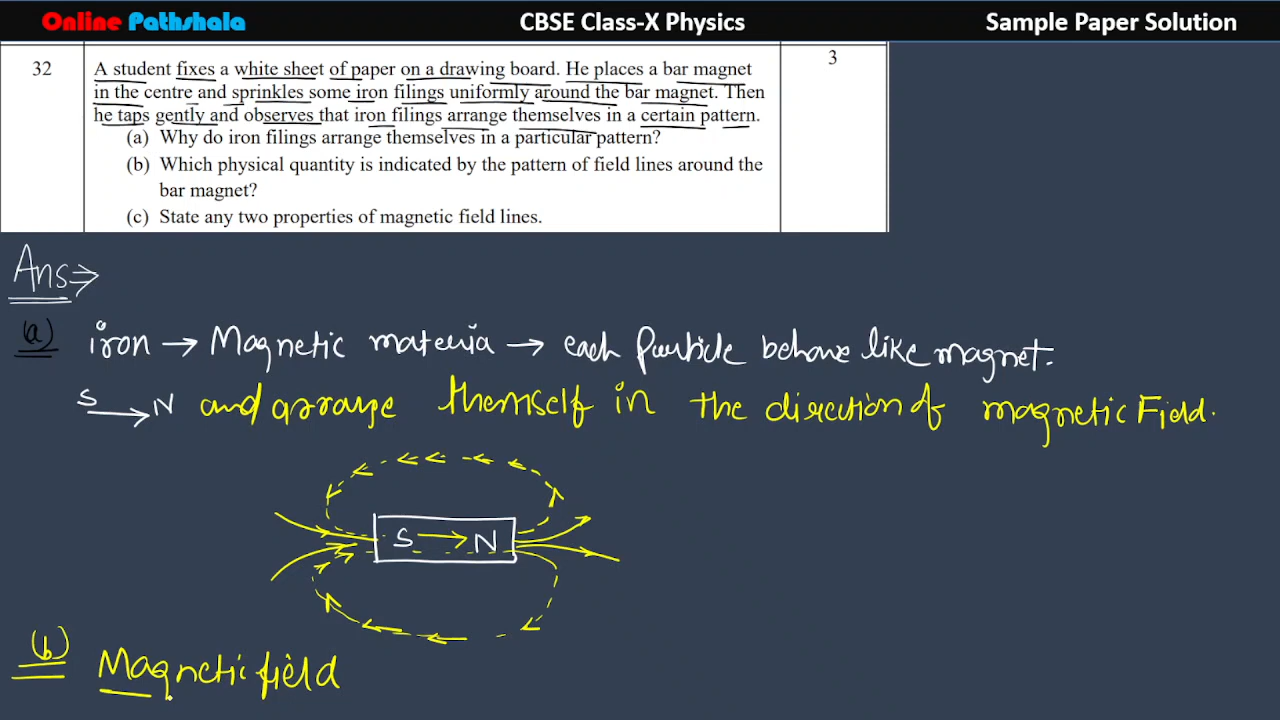 Online Pathshala CBSE Class-X Physics Sample Paper Solution
32 A student fixes a white sheet of paper on a drawing board. He places a bar magnet 3
in the centre and sprinkles some iron filings uniformly around the bar magnet. Then
he taps gently and observes that iron filings arrange themselves in a certain pattern.
(a) Why do iron filings arrange themselves in a particular pattern?
(b) Which physical quantity is indicated by the pattern of field lines around the
bar magnet?
(c) State any two properties of magnetic field lines.
Ans⇒
(a) iron → Magnetic materia → each particle behave like magnet.
S → N and arrange themself in the direction of magnetic Field.
S → N
(b) Magnetic field